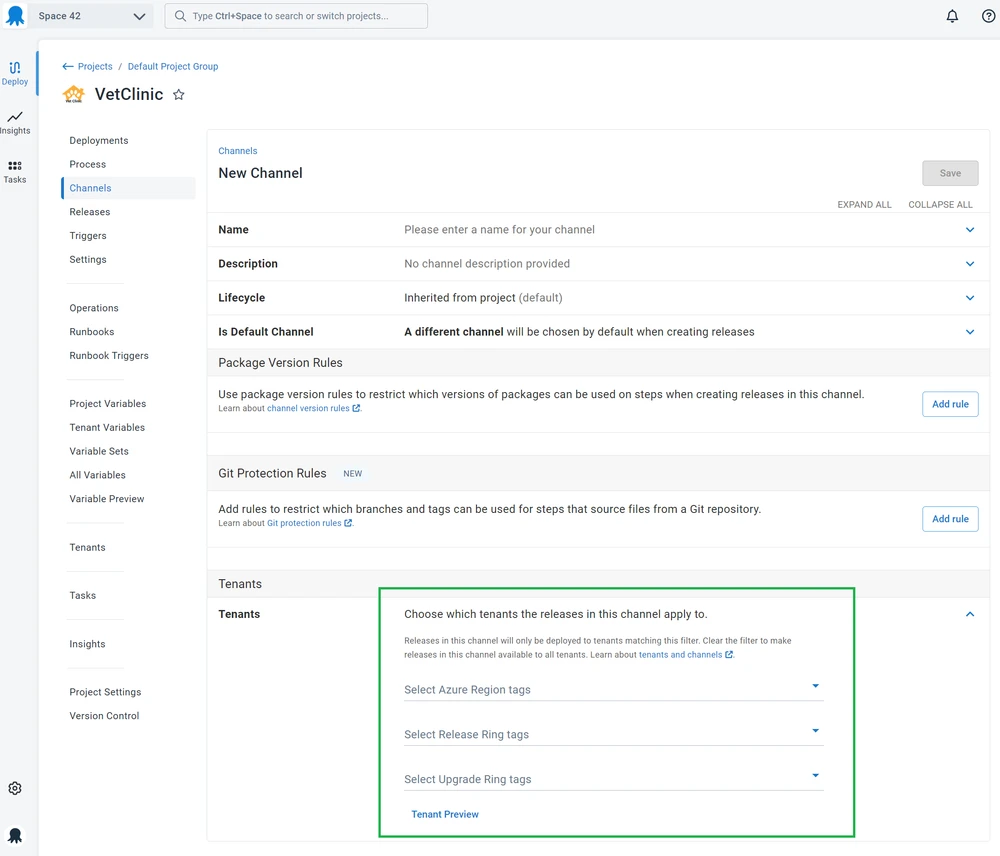 Space 42
Type Ctrl+Space to search or switch projects...
Deploy
Insights
Tasks
Projects / Default Project Group
Vet Clinic
VetClinic
Deployments
Process
Channels
Releases
Triggers
Settings
Operations
Runbooks
Runbook Triggers
Project Variables
Tenant Variables
Variable Sets
All Variables
Variable Preview
Tenants
Tasks
Insights
Project Settings
Version Control
Channels
New Channel
Save
EXPAND ALL COLLAPSE ALL
Name Please enter a name for your channel
Description No channel description provided
Lifecycle Inherited from project (default)
Is Default Channel A different channel will be chosen by default when creating releases
Package Version Rules
Use package version rules to restrict which versions of packages can be used on steps when creating releases in this channel.
Learn about channel version rules.
Add rule
Git Protection Rules NEW
Add rules to restrict which branches and tags can be used for steps that source files from a Git repository.
Learn about Git protection rules.
Add rule
Tenants
Tenants Choose which tenants the releases in this channel apply to.
Releases in this channel will only be deployed to tenants matching this filter. Clear the filter to make
releases in this channel available to all tenants. Learn about tenants and channels.
Select Azure Region tags
Select Release Ring tags
Select Upgrade Ring tags
Tenant Preview